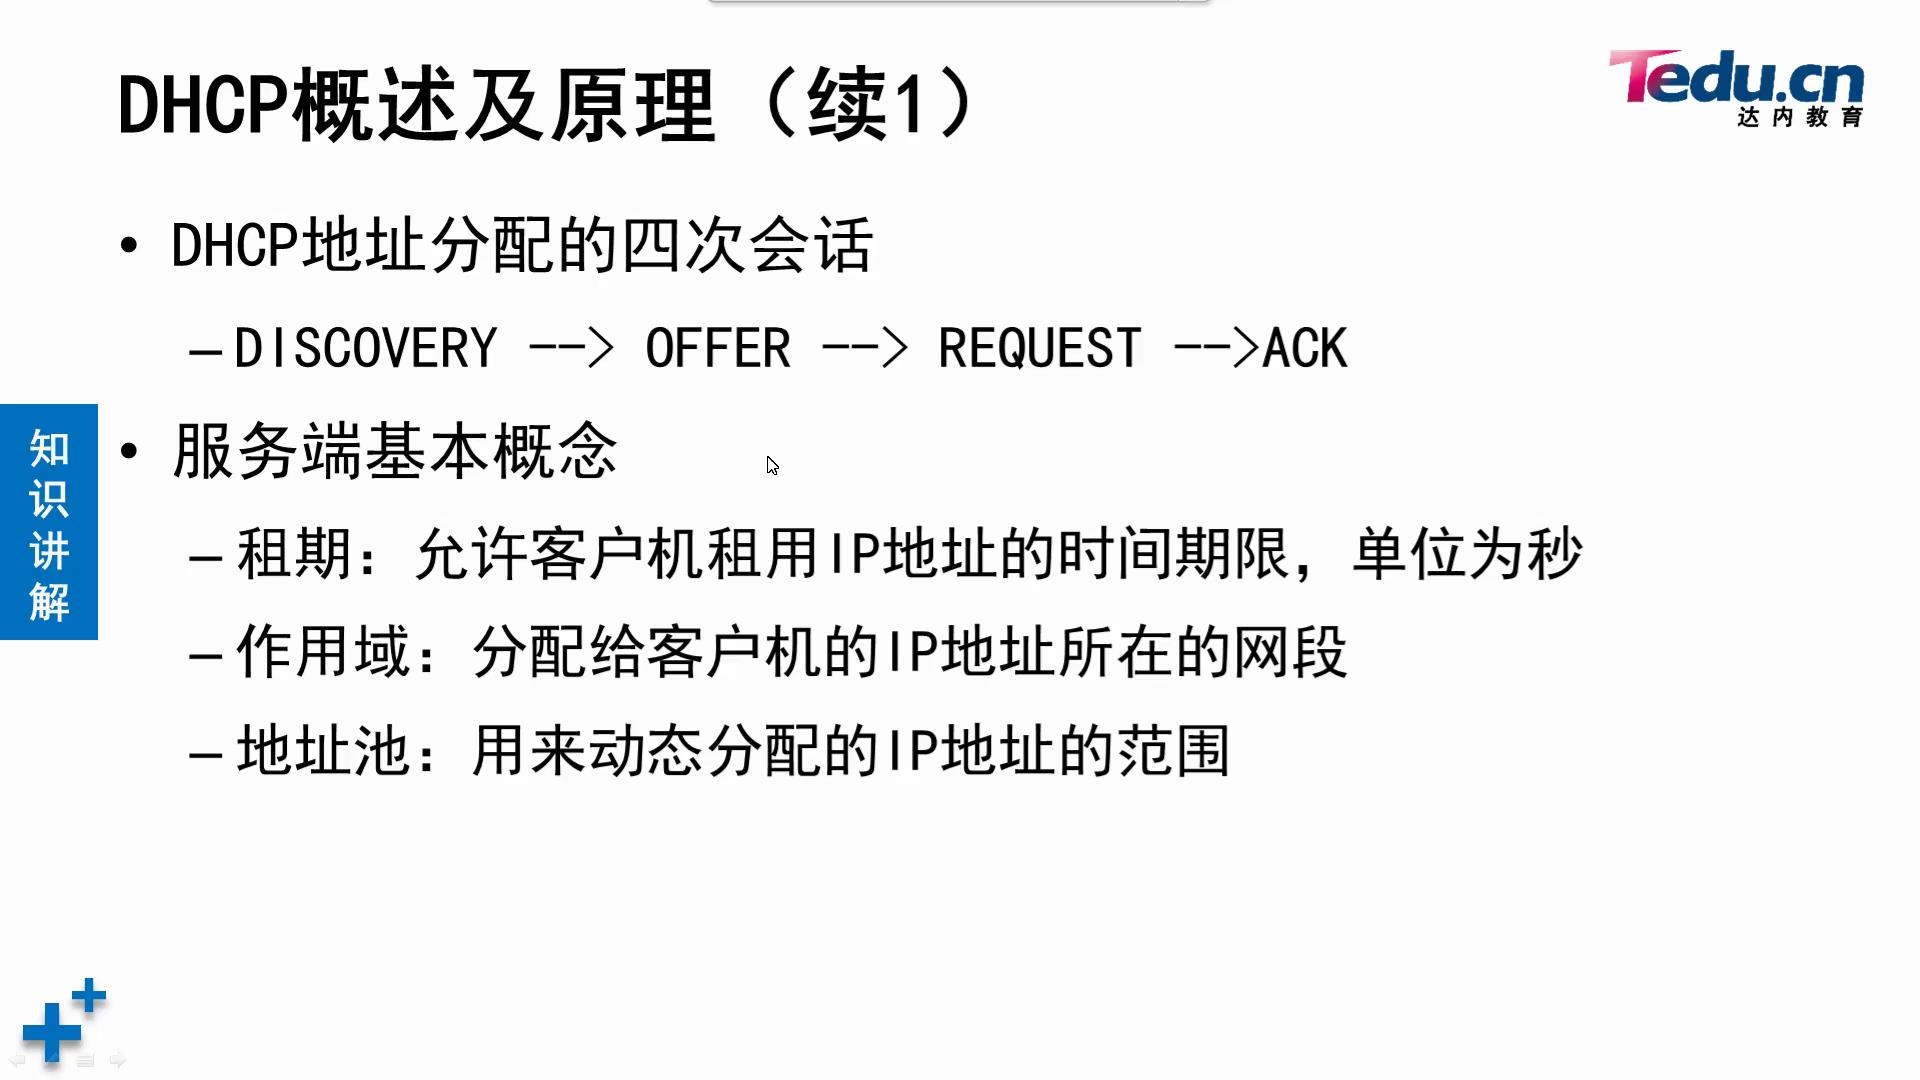 DHCP概述及原理（续1）
Tedu.cn
达内教育
• DHCP地址分配的四次会话
– DISCOVERY --> OFFER --> REQUEST -->ACK
知识讲解
• 服务端基本概念
– 租期：允许客户机租用IP地址的时间期限，单位为秒
– 作用域：分配给客户机的IP地址所在的网段
– 地址池：用来动态分配的IP地址的范围